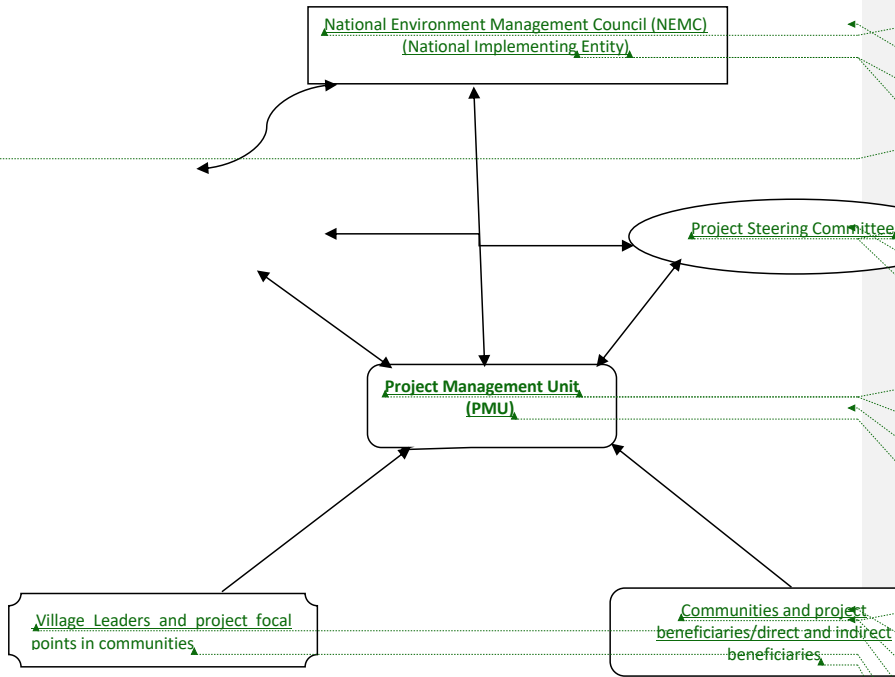 National Environment Management Council (NEMC)
(National Implementing Entity)
Project Steering Committee
Project Management Unit
(PMU)
Village Leaders and project focal
points in communities
Communities and project
beneficiaries/direct and indirect
beneficiaries